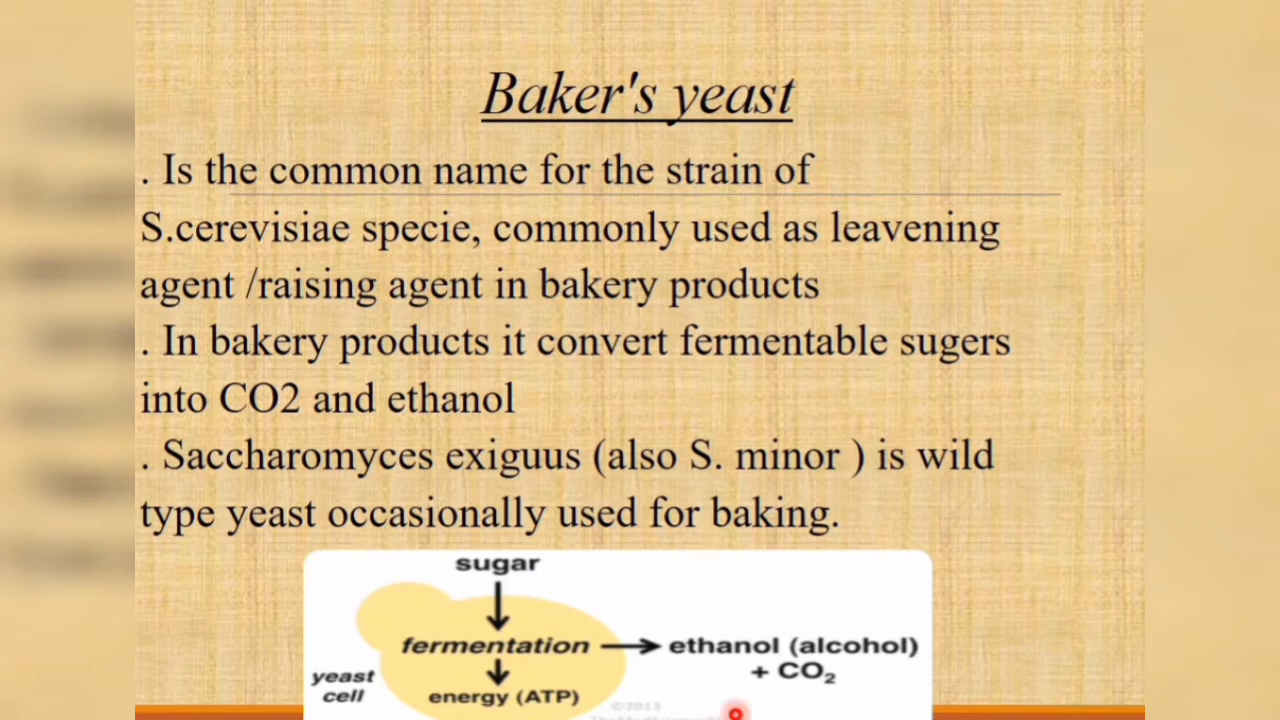 Baker's yeast
. Is the common name for the strain of
S.cerevisiae specie, commonly used as leavening
agent /raising agent in bakery products
. In bakery products it convert fermentable sugers
into CO2 and ethanol
. Saccharomyces exiguus (also S. minor ) is wild
type yeast occasionally used for baking.
sugar
fermentation
ethanol (alcohol)
+ CO₂
yeast
cell
energy (ATP)
©2013